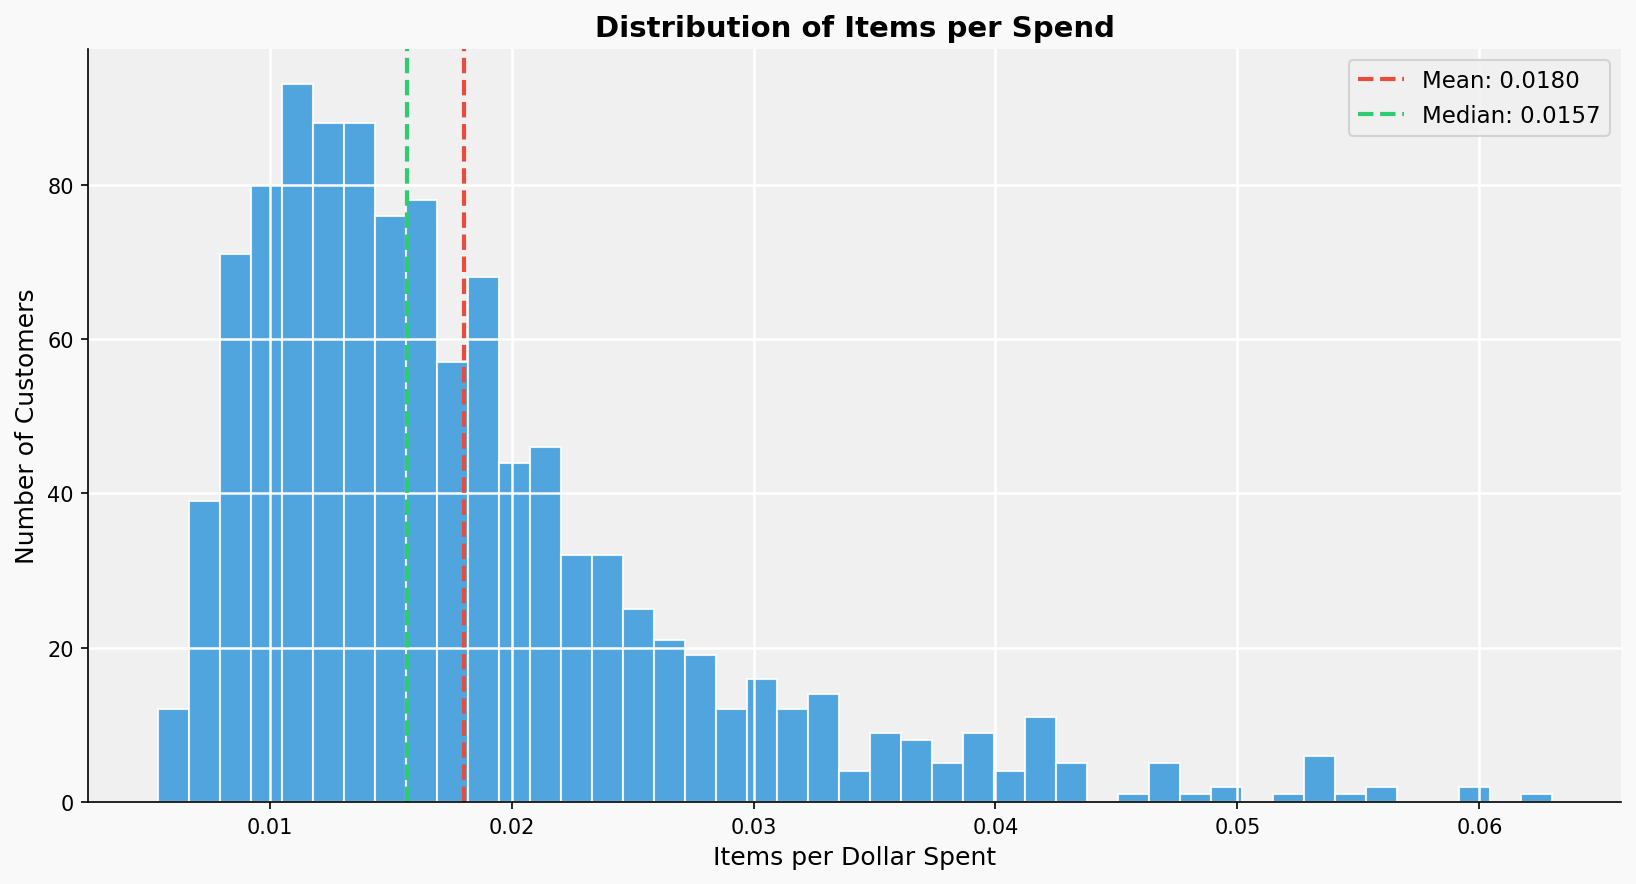 Distribution of Items per Spend
Mean: 0.0180
Median: 0.0157
Number of Customers
80
60
40
20
0
0.01 0.02 0.03 0.04 0.05 0.06
Items per Dollar Spent